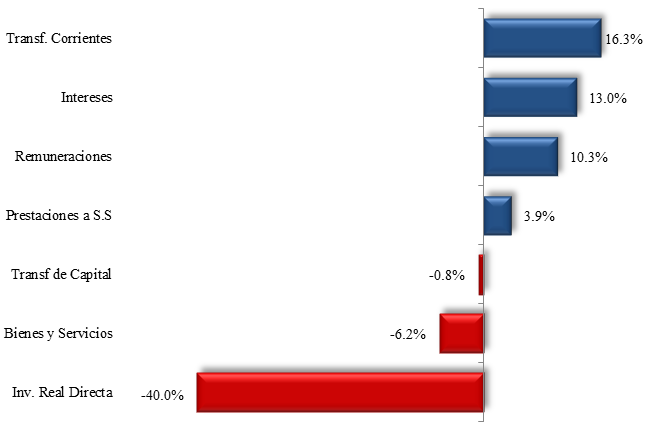 Transf. Corrientes 16.3%
Intereses 13.0%
Remuneraciones 10.3%
Prestaciones a S.S 3.9%
Transf de Capital -0.8%
Bienes y Servicios -6.2%
Inv. Real Directa -40.0%